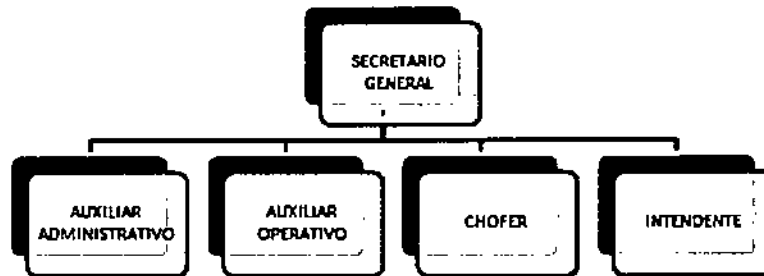 SECRETARIO
GENERAL
AUXILIAR
ADMINISTRATIVO
AUXILIAR
OPERATIVO
CHOFER
INTENDENTE